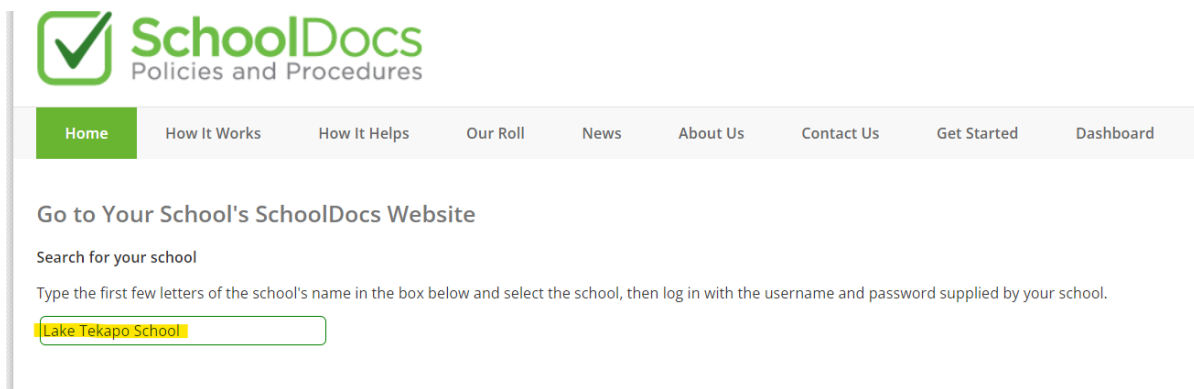 SchoolDocs
Policies and Procedures
Home How It Works How It Helps Our Roll News About Us Contact Us Get Started Dashboard
Go to Your School's SchoolDocs Website
Search for your school
Type the first few letters of the school's name in the box below and select the school, then log in with the username and password supplied by your school.
Lake Tekapo School